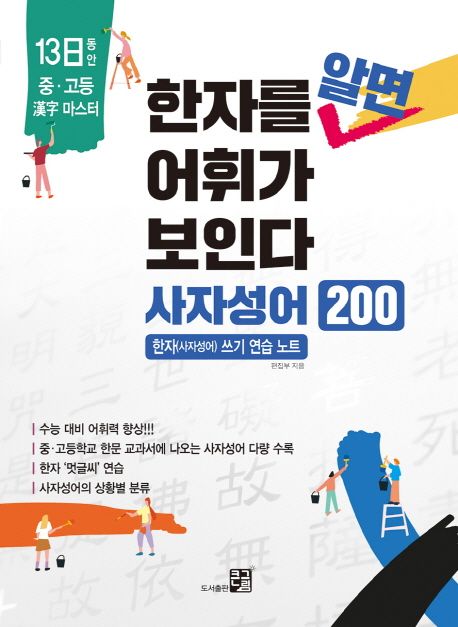 13日 동안
중·고등
漢字 마스터
한자를 알면
어휘가
보인다
사자성어 200
한자(사자성어) 쓰기 연습 노트
편집부 지음
수능 대비 어휘력 향상!!!
중·고등학교 한문 교과서에 나오는 사자성어 다량 수록
한자 ‘멋글씨’ 연습
사자성어의 상황별 분류
도서출판 큰그림